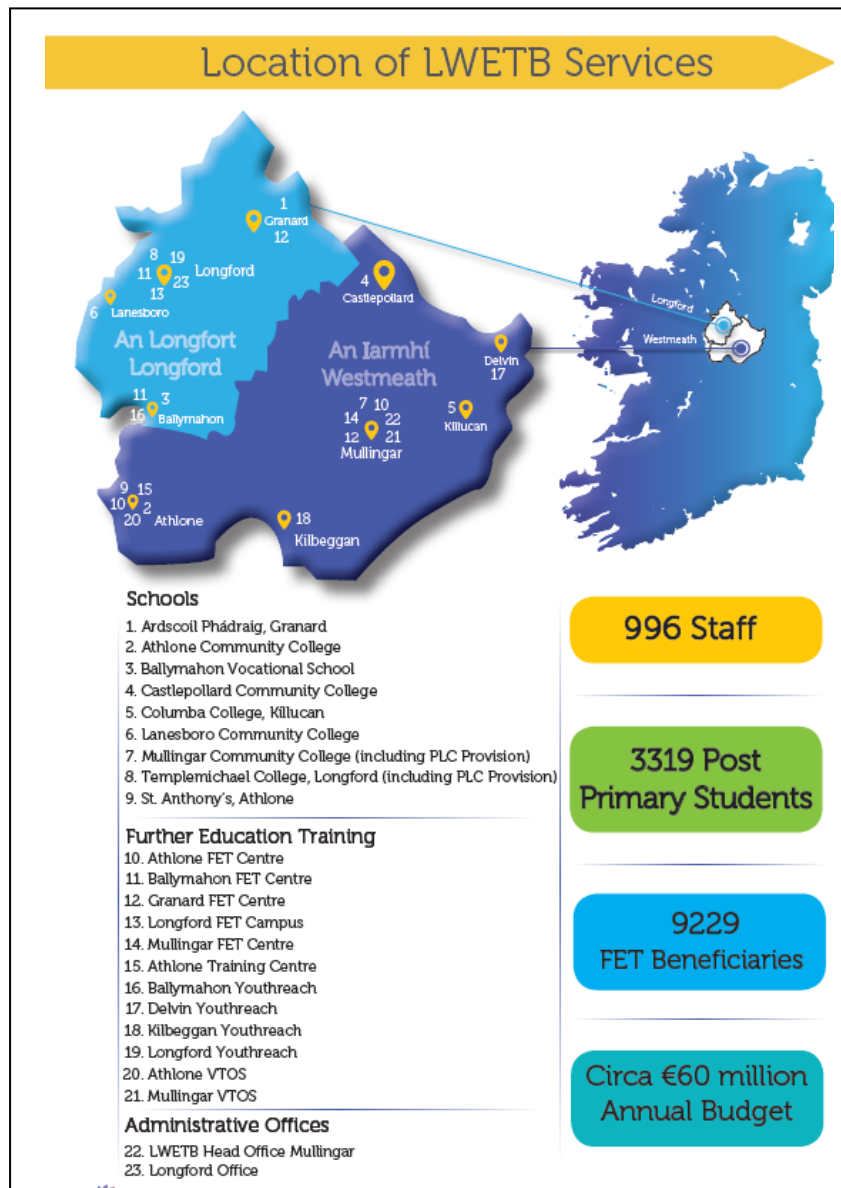 Location of LWETB Services
1
Granard
12
8 19
11 Longford
23
13
6 Lanesboro
An Longfort
Longford
11 3
16 Ballymahon
4
Castlepollard
An Iarmhí
Westmeath
Delvin
17
7 10
14 22
12 21
Mullingar
5
Killucan
9 15
10 2
20 Athlone
18
Kilbeggan
Longford
Westmeath
Schools
1. Ardscoil Phádraig, Granard
2. Athlone Community College
3. Ballymahon Vocational School
4. Castlepollard Community College
5. Columba College, Killucan
6. Lanesboro Community College
7. Mullingar Community College (including PLC Provision)
8. Templemichael College, Longford (including PLC Provision)
9. St. Anthony's, Athlone
Further Education Training
10. Athlone FET Centre
11. Ballymahon FET Centre
12. Granard FET Centre
13. Longford FET Campus
14. Mullingar FET Centre
15. Athlone Training Centre
16. Ballymahon Youthreach
17. Delvin Youthreach
18. Kilbeggan Youthreach
19. Longford Youthreach
20. Athlone VTOS
21. Mullingar VTOS
Administrative Offices
22. LWETB Head Office Mullingar
23. Longford Office
996 Staff
3319 Post
Primary Students
9229
FET Beneficiaries
Circa €60 million
Annual Budget